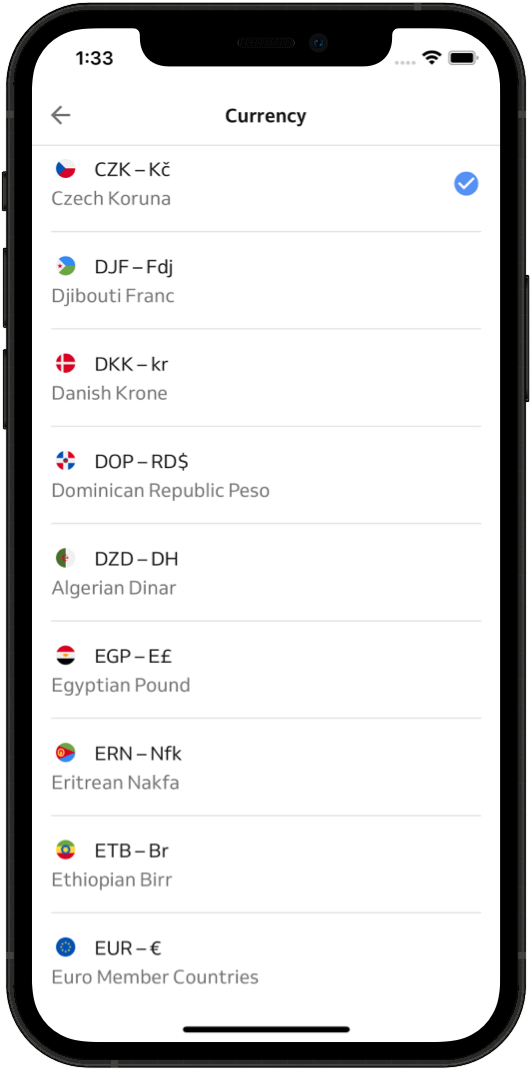 1:33
Currency
CZK – Kč
Czech Koruna
DJF – Fdj
Djibouti Franc
DKK – kr
Danish Krone
DOP – RD$
Dominican Republic Peso
DZD – DH
Algerian Dinar
EGP – E£
Egyptian Pound
ERN – Nfk
Eritrean Nakfa
ETB – Br
Ethiopian Birr
EUR – €
Euro Member Countries